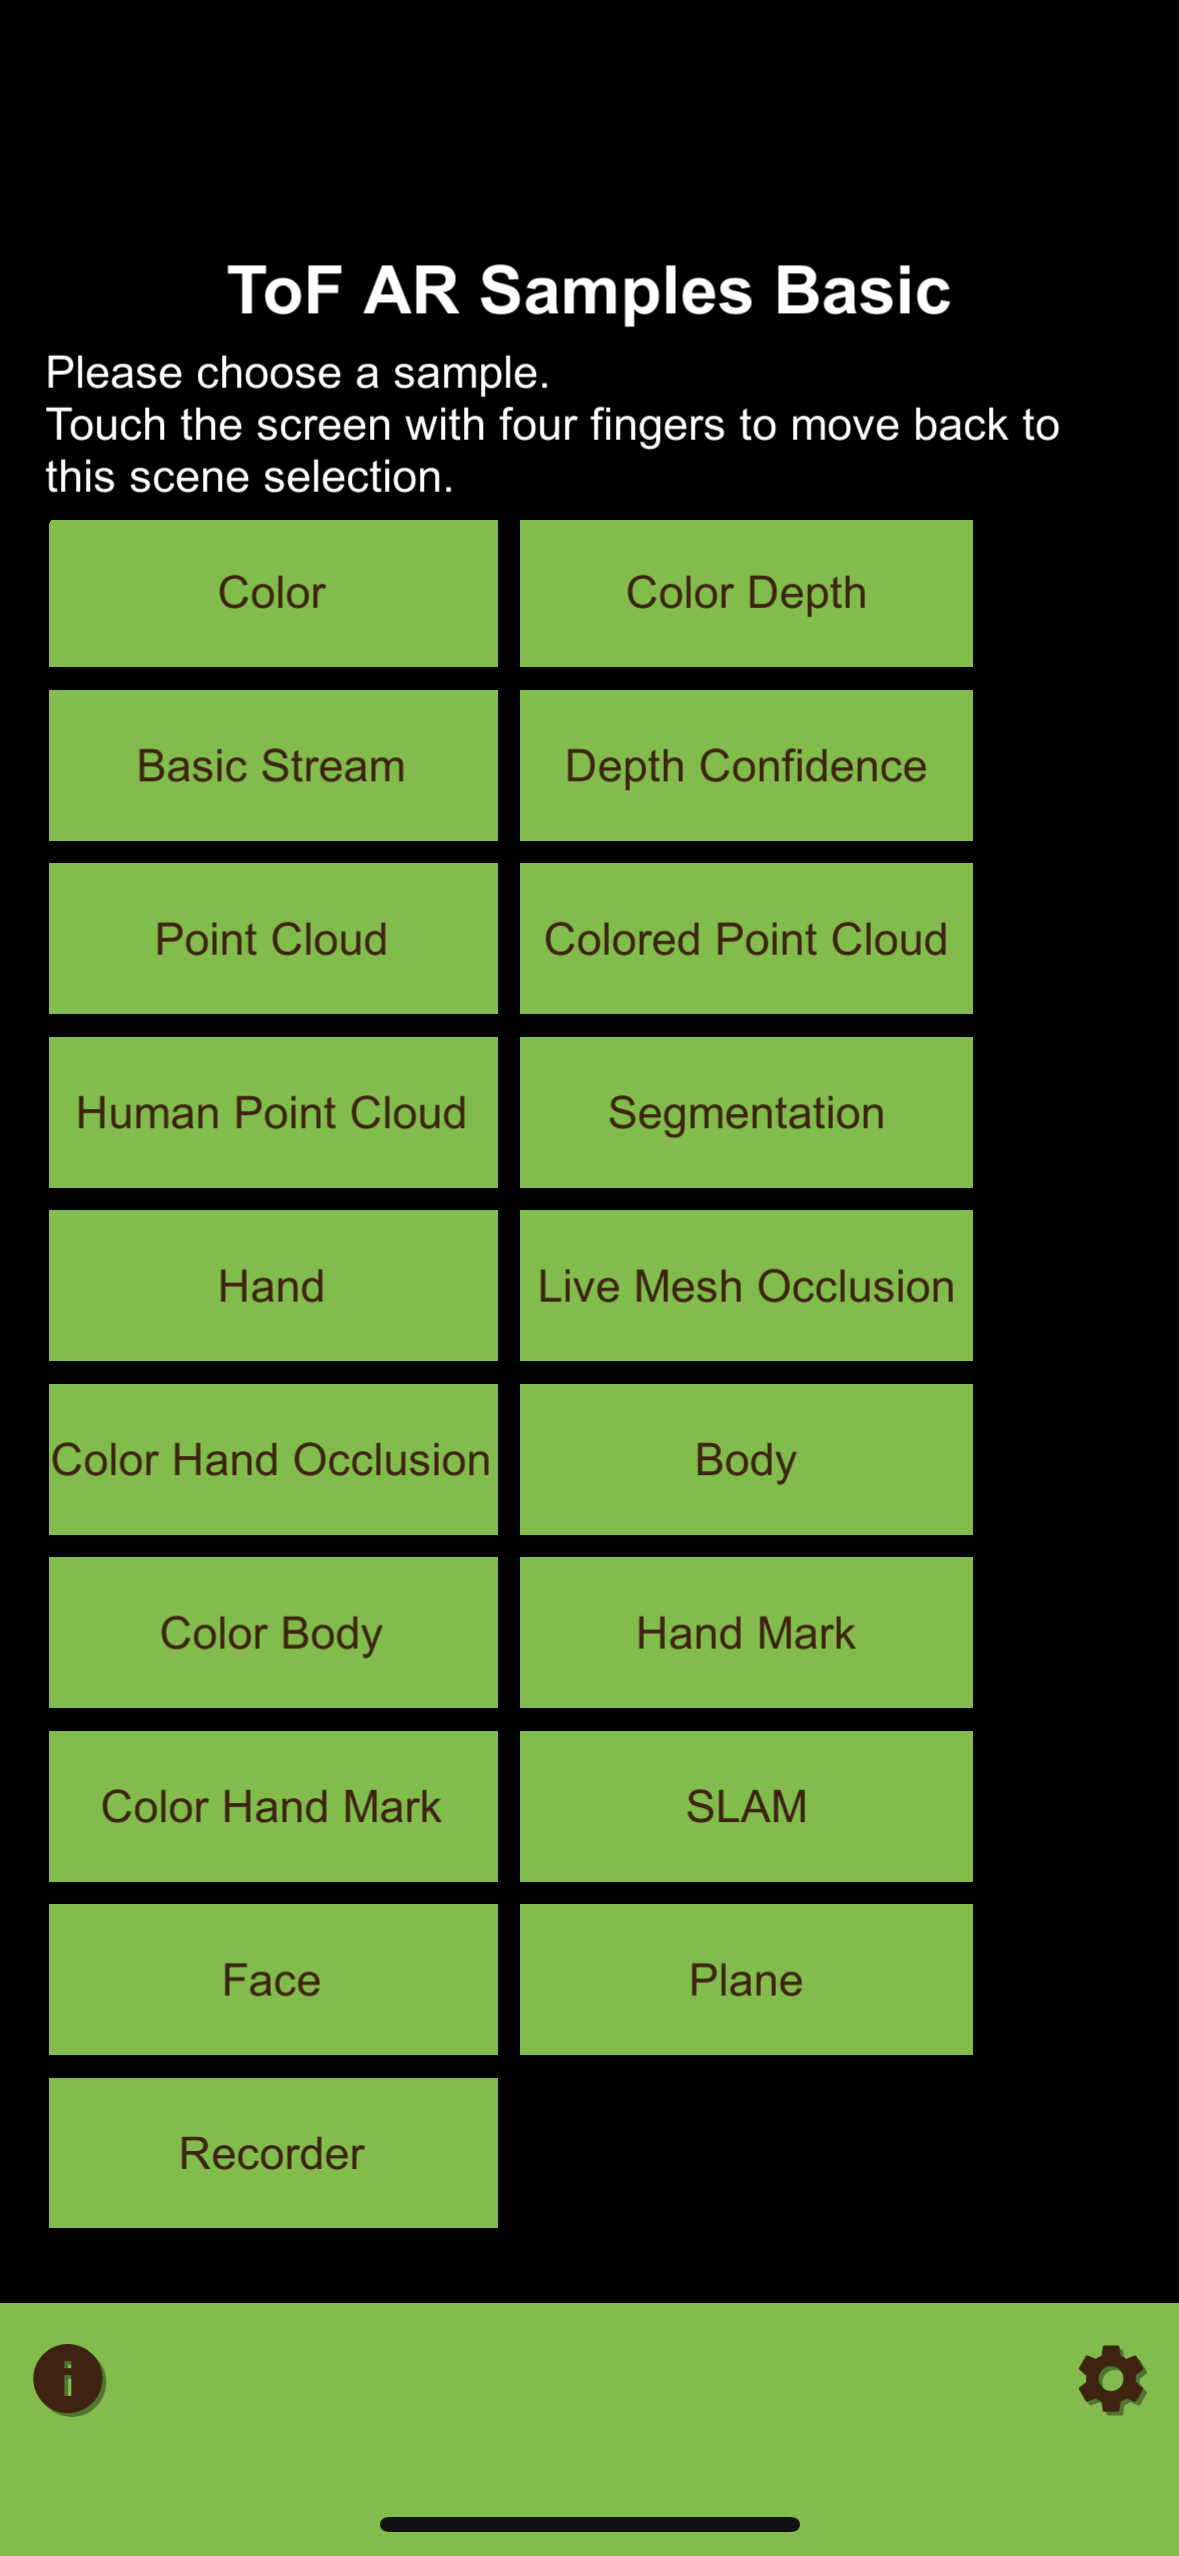 ToF AR Samples Basic
Please choose a sample.
Touch the screen with four fingers to move back to
this scene selection.
Color
Color Depth
Basic Stream
Depth Confidence
Point Cloud
Colored Point Cloud
Human Point Cloud
Segmentation
Hand
Live Mesh Occlusion
Color Hand Occlusion
Body
Color Body
Hand Mark
Color Hand Mark
SLAM
Face
Plane
Recorder